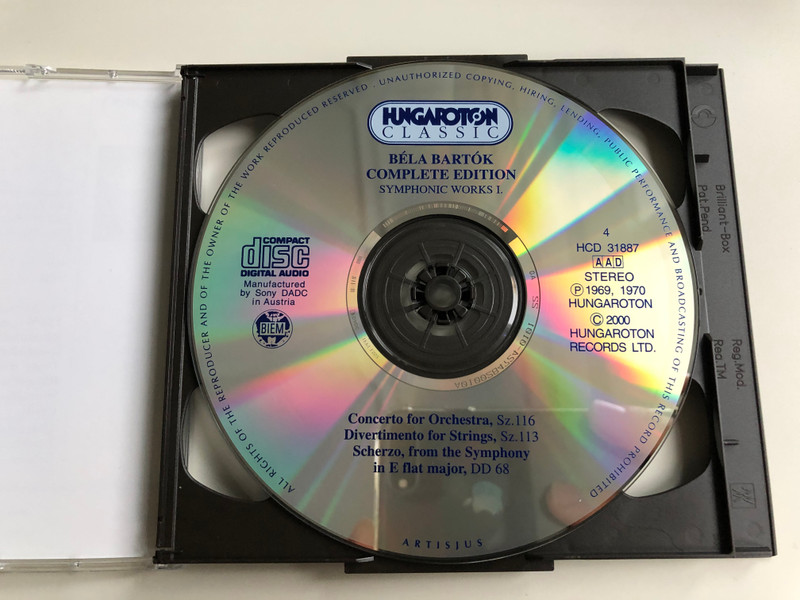 ALL RIGHTS OF THE REPRODUCER AND OF THE OWNER OF THE WORK REPRODUCED RESERVED · UNAUTHORIZED COPYING, HIRING, LENDING, PUBLIC PERFORMANCE AND BROADCASTING OF THIS RECORD PROHIBITED
HUNGAROTON
CLASSIC
BÉLA BARTÓK
COMPLETE EDITION
SYMPHONIC WORKS I.
COMPACT
disc
DIGITAL AUDIO
Manufactured
by Sony DADC
in Austria
BIEM
4
HCD 31887
AAD
STEREO
Ⓟ 1969, 1970
HUNGAROTON
© 2000
HUNGAROTON
RECORDS LTD.
Concerto for Orchestra, Sz.116
Divertimento for Strings, Sz.113
Scherzo, from the Symphony
in E flat major, DD 68
ARTISJUS
Brilliant-Box
Pat.Pend.
Reg.Mod.
Reg.TM